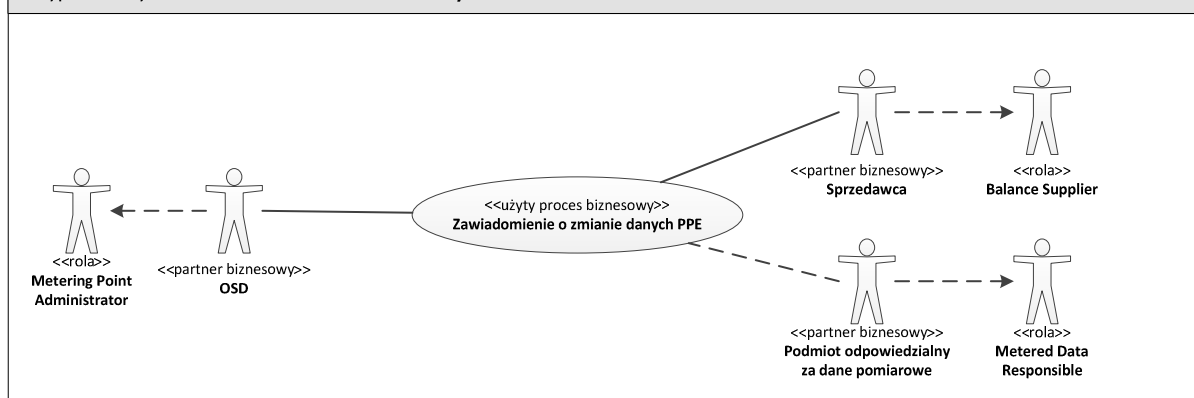 <<partner biznesowy>>
Sprzedawca
<<rola>>
Balance Supplier
<<użyty proces biznesowy>>
Zawiadomienie o zmianie danych PPE
<<rola>>
Metering Point
Administrator
<<partner biznesowy>>
OSD
<<partner biznesowy>>
Podmiot odpowiedzialny
za dane pomiarowe
<<rola>>
Metered Data
Responsible